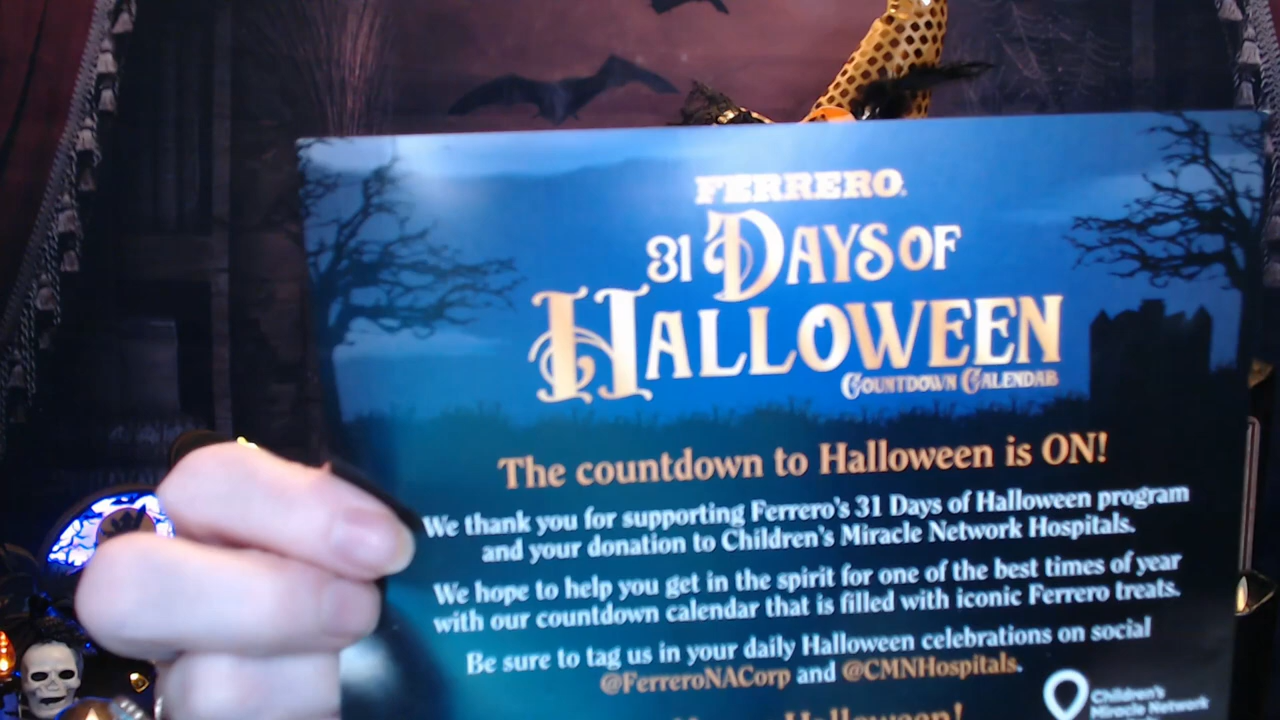 FERRERO.
31 DAYS OF
HALLOWEEN
COUNTDOWN CALENDAR
The countdown to Halloween is ON!
We thank you for supporting Ferrero's 31 Days of Halloween program
and your donation to Children's Miracle Network Hospitals.
We hope to help you get in the spirit for one of the best times of year
with our countdown calendar that is filled with iconic Ferrero treats.
Be sure to tag us in your daily Halloween celebrations on social
@FerreroNACorp and @CMNHospitals.
Halloween!
Children's
Miracle Network